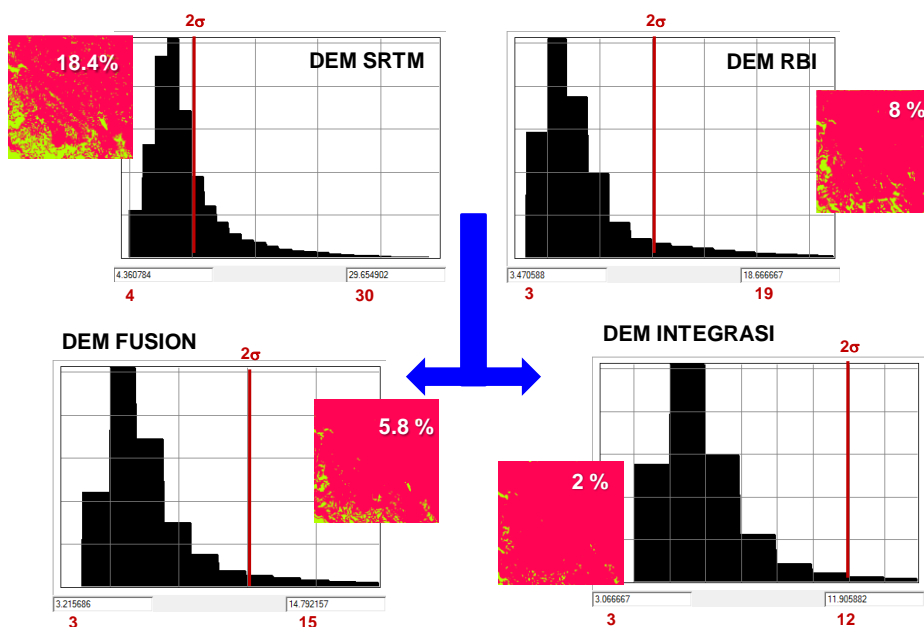 2σ
DEM SRTM
18.4%
4.360784
29.654902
4
30
2σ
DEM RBI
8 %
3.470588
18.666667
3
19
DEM FUSION
2σ
5.8 %
3.215686
14.792157
3
15
DEM INTEGRASI
2σ
2 %
3.066667
11.905882
3
12